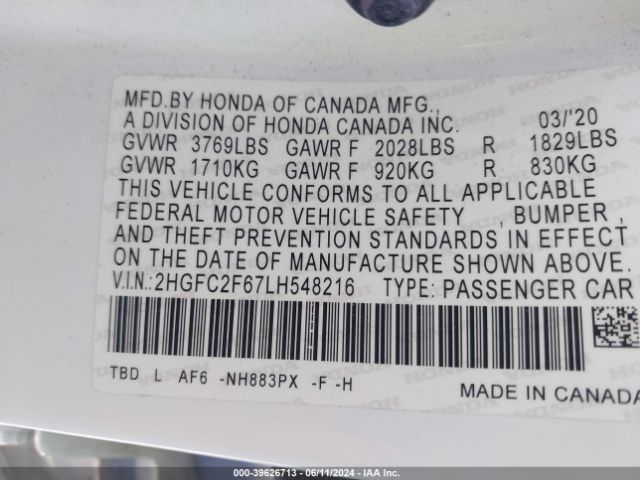 MFD.BY HONDA OF CANADA MFG.,
A DIVISION OF HONDA CANADA INC. 03/'20
GVWR 3769LBS GAWR F 2028LBS R 1829LBS
GVWR 1710KG GAWR F 920KG R 830KG
THIS VEHICLE CONFORMS TO ALL APPLICABLE
FEDERAL MOTOR VEHICLE SAFETY , BUMPER ,
AND THEFT PREVENTION STANDARDS IN EFFECT
ON THE DATE OF MANUFACTURE SHOWN ABOVE.
V.I.N.: 2HGFC2F67LH548216 TYPE: PASSENGER CAR
TBD L AF6 -NH883PX -F -H
MADE IN CANADA
000-39626713 - 06/11/2024 - IAA Inc.